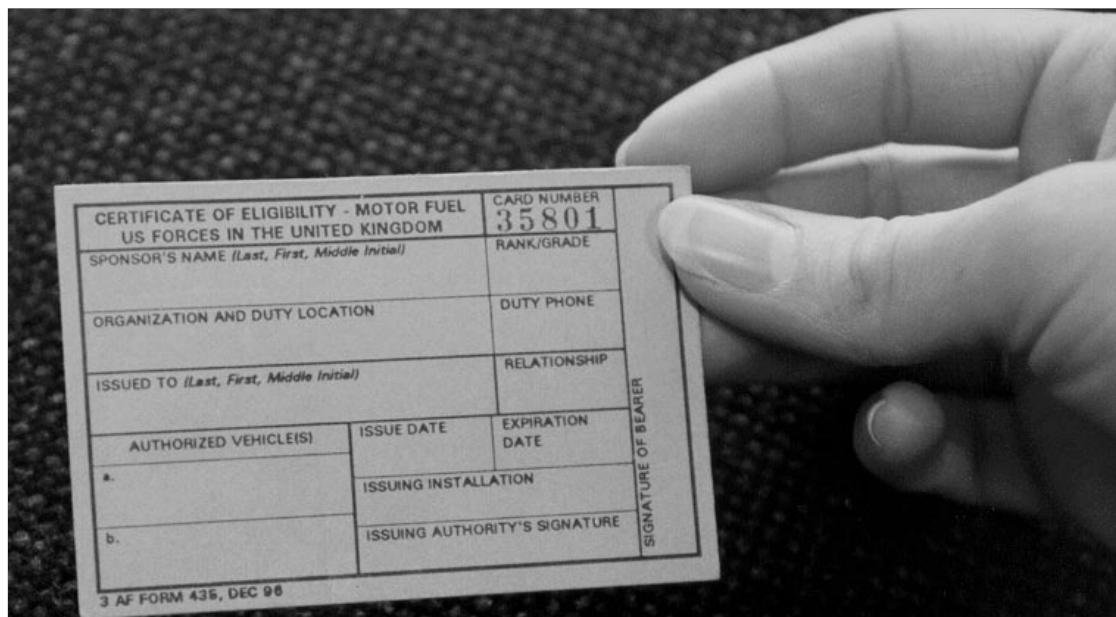 CERTIFICATE OF ELIGIBILITY - MOTOR FUEL
US FORCES IN THE UNITED KINGDOM
CARD NUMBER
35801
SPONSOR'S NAME (Last, First, Middle Initial)
RANK/GRADE
ORGANIZATION AND DUTY LOCATION
DUTY PHONE
ISSUED TO (Last, First, Middle Initial)
RELATIONSHIP
AUTHORIZED VEHICLE(S)
a.
b.
ISSUE DATE
EXPIRATION
DATE
ISSUING INSTALLATION
ISSUING AUTHORITY'S SIGNATURE
SIGNATURE OF BEARER
3 AF FORM 435, DEC 96